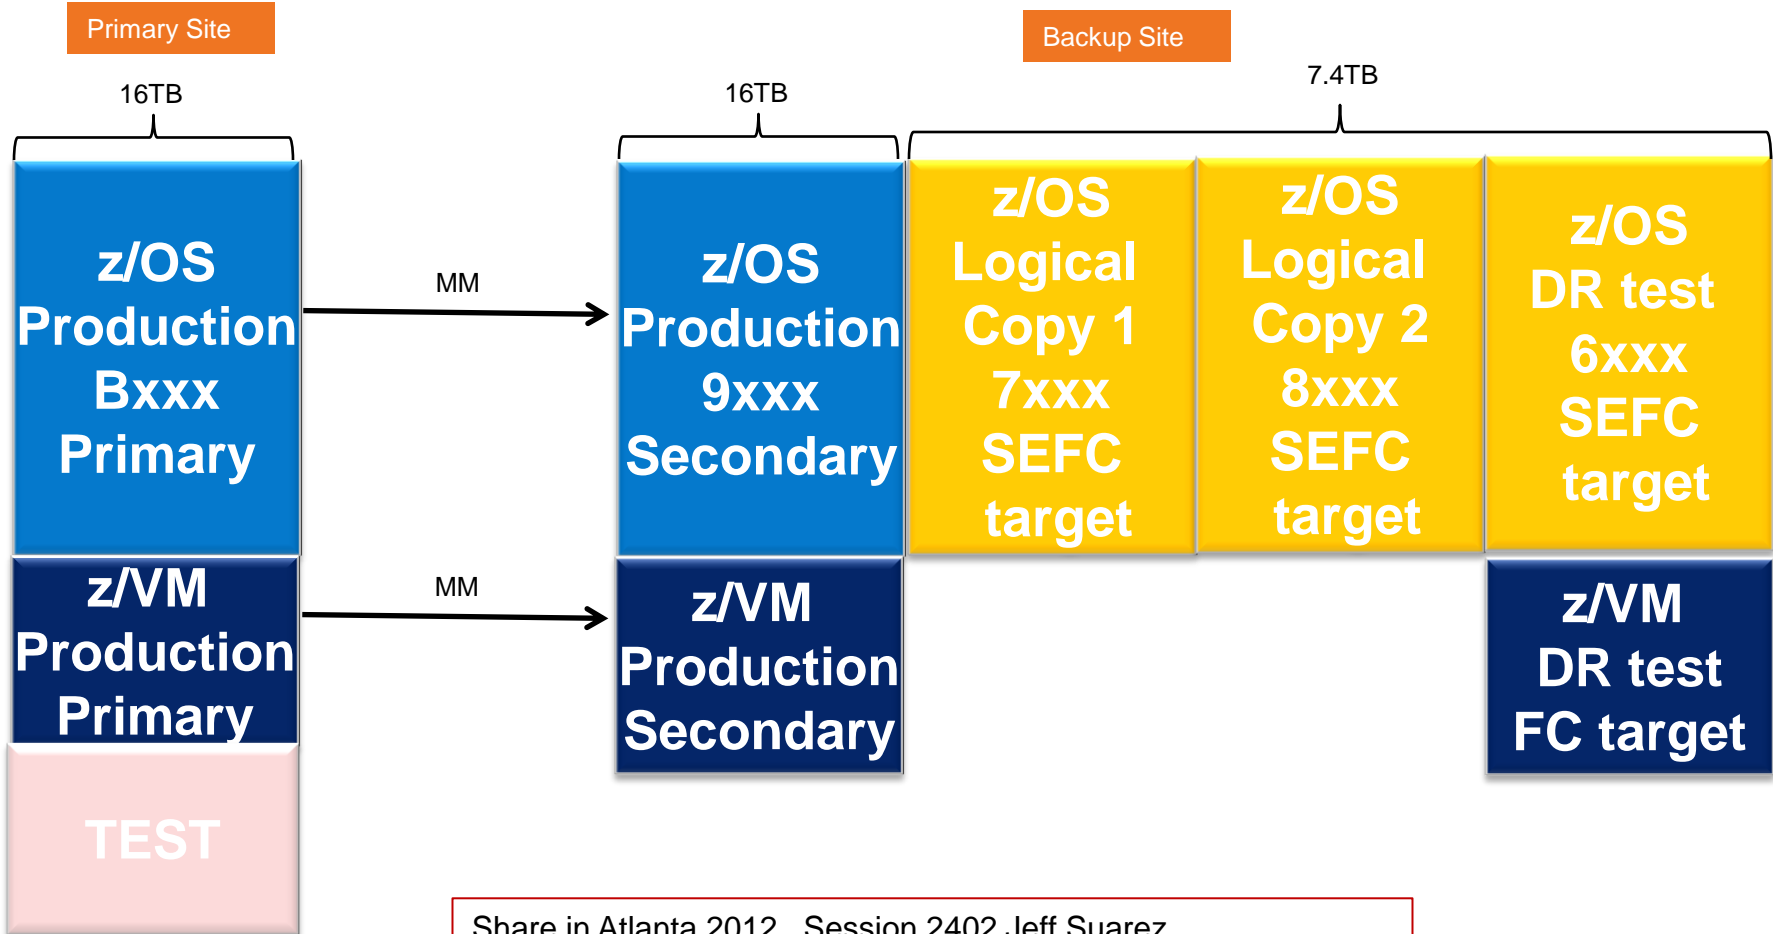 Primary Site
Backup Site
16TB
16TB
7.4TB
z/OS
Production
Bxxx
Primary
MM
z/OS
Production
9xxx
Secondary
z/OS
Logical
Copy 1
7xxx
SEFC
target
z/OS
Logical
Copy 2
8xxx
SEFC
target
z/OS
DR test
6xxx
SEFC
target
z/VM
Production
Primary
MM
z/VM
Production
Secondary
z/VM
DR test
FC target
TEST
Share in Atlanta 2012 Session 2402 Jeff Suarez